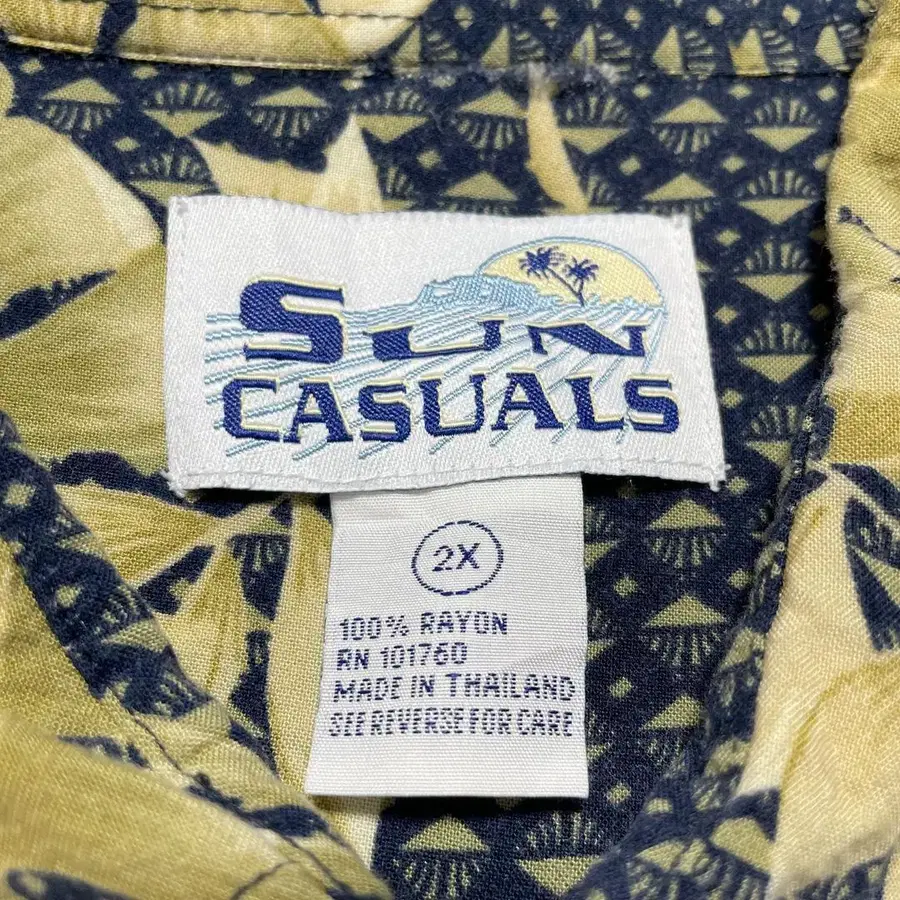 SUN
CASUALS
2X
100% RAYON
RN 101760
MADE IN THAILAND
SEE REVERSE FOR CARE